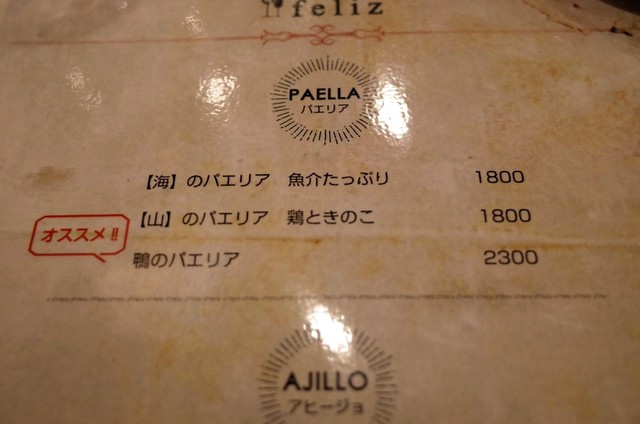 feliz
PAELLA
パエリア
【海】のパエリア 魚介たっぷり 1800
【山】のパエリア 鶏ときのこ 1800
オススメ!!
鴨のパエリア 2300
AJILLO
アヒージョ